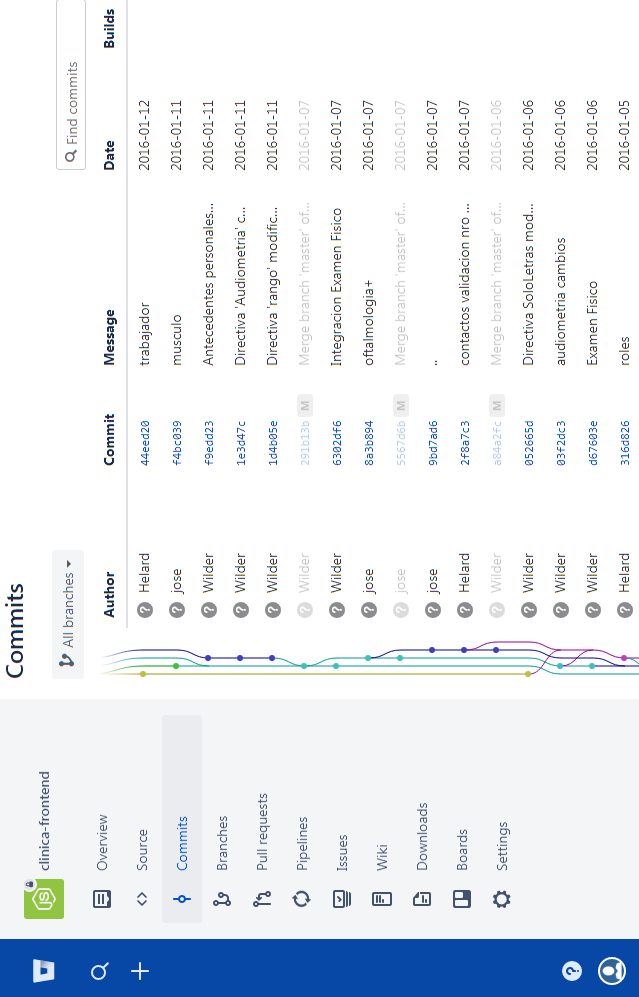 clinica-frontend
Overview
Source
Commits
Branches
Pull requests
Pipelines
Issues
Wiki
Downloads
Boards
Settings
Commits
All branches
Find commits
Author Commit Message Date Builds
Helard 44eed20 trabajador 2016-01-12
jose f4bc039 musculo 2016-01-11
Wilder f9edd23 Antecedentes personales... 2016-01-11
Wilder 1e3d47c Directiva 'Audiometria' c... 2016-01-11
Wilder 1d4b05e Directiva 'rango' modific... 2016-01-11
Wilder 291b13b M Merge branch 'master' of... 2016-01-07
Wilder 6302df6 Integracion Examen Fisico 2016-01-07
jose 8a3b894 oftalmologia+ 2016-01-07
jose 5567d6b M Merge branch 'master' of... 2016-01-07
jose 9bd7ad6 .. 2016-01-07
Helard 2f8a7c3 contactos validacion nro ... 2016-01-07
Wilder a84a2fc M Merge branch 'master' of... 2016-01-06
Wilder 052665d Directiva SoloLetras mod... 2016-01-06
Wilder 03f2dc3 audiometria cambios 2016-01-06
Wilder d67603e Examen Fisico 2016-01-06
Helard 316d826 roles 2016-01-05